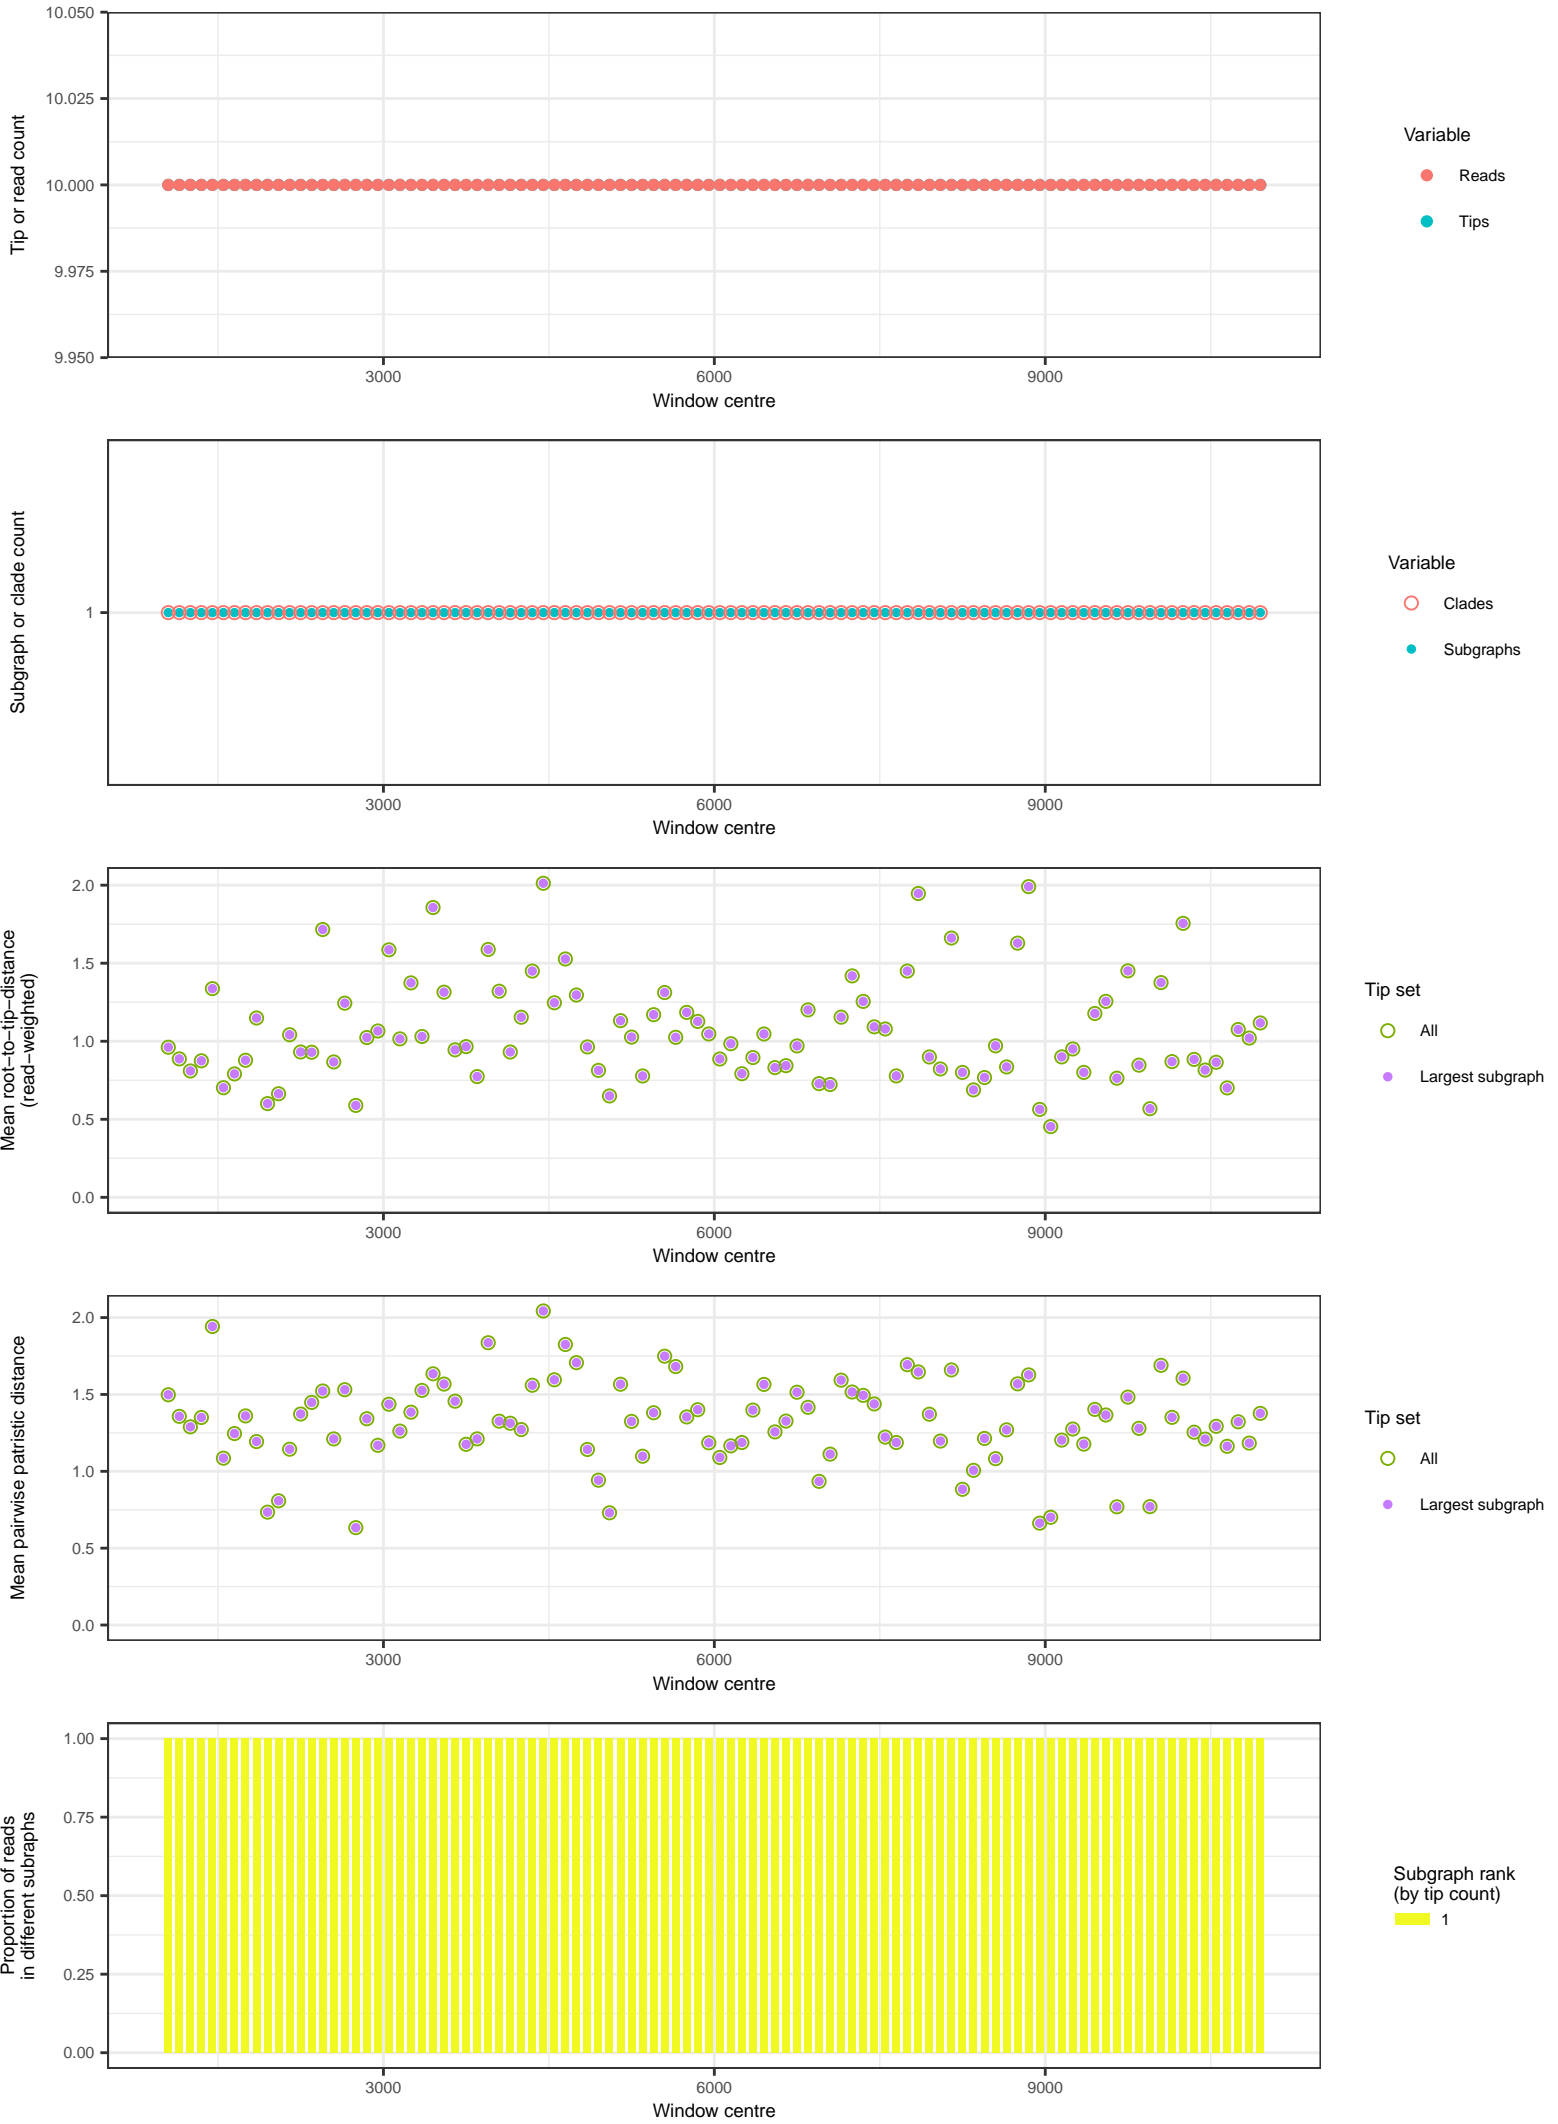 10.050
10.025
10.000
9.975
9.950
Tip or read count
3000
6000
9000
Window centre
Variable
Reads
Tips
1
Subgraph or clade count
3000
6000
9000
Window centre
Variable
Clades
Subgraphs
2.0
1.5
1.0
0.5
0.0
Mean root−to−tip−distance
(read−weighted)
3000
6000
9000
Window centre
Tip set
All
Largest subgraph
2.0
1.5
1.0
0.5
0.0
Mean pairwise patristic distance
3000
6000
9000
Window centre
Tip set
All
Largest subgraph
1.00
0.75
0.50
0.25
0.00
Proportion of reads
in different subraphs
3000
6000
9000
Window centre
Subgraph rank
(by tip count)
1